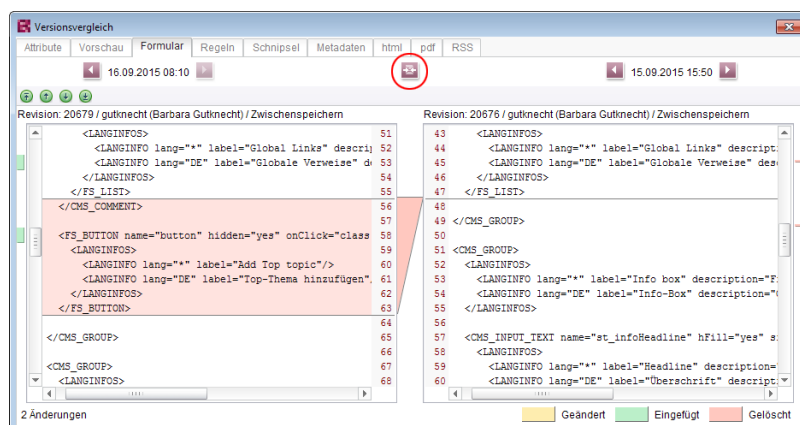 Versionsvergleich
Attribute Vorschau Formular Regeln Schnipsel Metadaten html pdf RSS
16.09.2015 08:10 15.09.2015 15:50
Revision: 20679 / gutknecht (Barbara Gutknecht) / Zwischenspeichern
<LANGINFOS> 51
<LANGINFO lang="*" label="Global Links" descrip 52
<LANGINFO lang="DE" label="Globale Verweise" de 53
</LANGINFOS> 54
</FS_LIST> 55
</CMS_COMMENT> 56
57
<FS_BUTTON name="button" hidden="yes" onClick="class 58
<LANGINFOS> 59
<LANGINFO lang="*" label="Add Top topic"/> 60
<LANGINFO lang="DE" label="Top-Thema hinzufügen" 61
</LANGINFOS> 62
</FS_BUTTON> 63
64
</CMS_GROUP> 65
66
<CMS_GROUP> 67
<LANGINFOS> 68
Revision: 20676 / gutknecht (Barbara Gutknecht) / Zwischenspeichern
43 <LANGINFOS>
44 <LANGINFO lang="*" label="Global Links" descript
45 <LANGINFO lang="DE" label="Globale Verweise" des
46 </LANGINFOS>
47 </FS_LIST>
48
49 </CMS_GROUP>
50
51 <CMS_GROUP>
52 <LANGINFOS>
53 <LANGINFO lang="*" label="Info box" description="F
54 <LANGINFO lang="DE" label="Info-Box" description="
55 </LANGINFOS>
56
57 <CMS_INPUT_TEXT name="st_infoHeadline" hFill="yes" s
58 <LANGINFOS>
59 <LANGINFO lang="*" label="Headline" description="
60 <LANGINFO lang="DE" label="Überschrift" descript
2 Änderungen Geändert Eingefügt Gelöscht